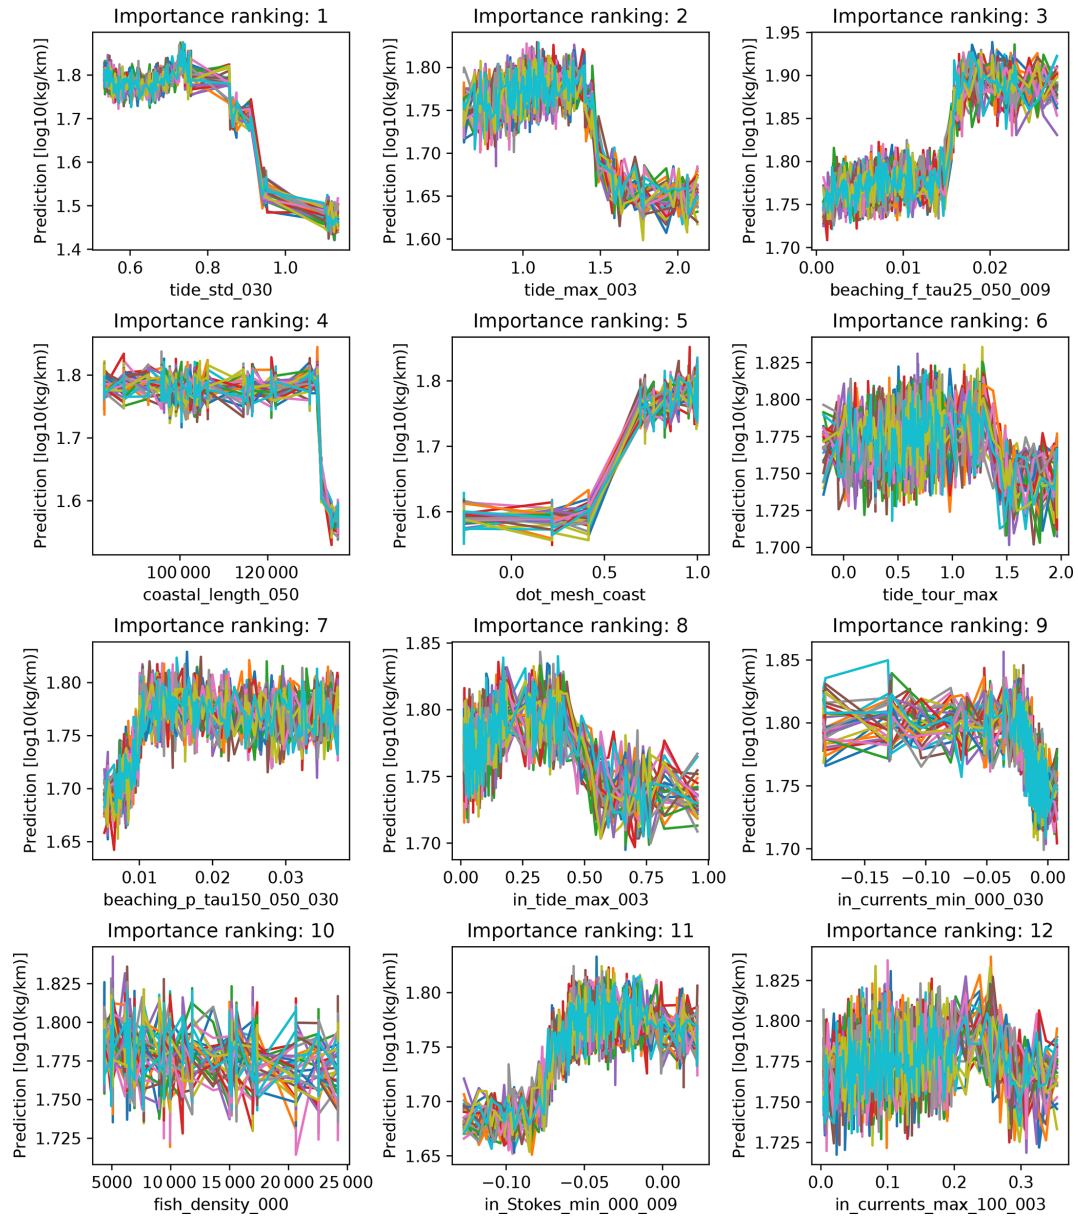 Importance ranking: 1
Prediction [log10(kg/km)]
1.8
1.7
1.6
1.5
1.4
0.6 0.8 1.0
tide_std_030
Importance ranking: 2
Prediction [log10(kg/km)]
1.80
1.75
1.70
1.65
1.60
1.0 1.5 2.0
tide_max_003
Importance ranking: 3
Prediction [log10(kg/km)]
1.95
1.90
1.85
1.80
1.75
1.70
0.00 0.01 0.02
beaching_f_tau25_050_009
Importance ranking: 4
Prediction [log10(kg/km)]
1.8
1.7
1.6
100000 120000
coastal_length_050
Importance ranking: 5
Prediction [log10(kg/km)]
1.8
1.7
1.6
0.0 0.5 1.0
dot_mesh_coast
Importance ranking: 6
Prediction [log10(kg/km)]
1.825
1.800
1.775
1.750
1.725
1.700
0.0 0.5 1.0 1.5 2.0
tide_tour_max
Importance ranking: 7
Prediction [log10(kg/km)]
1.80
1.75
1.70
1.65
0.01 0.02 0.03
beaching_p_tau150_050_030
Importance ranking: 8
Prediction [log10(kg/km)]
1.85
1.80
1.75
1.70
0.00 0.25 0.50 0.75 1.00
in_tide_max_003
Importance ranking: 9
Prediction [log10(kg/km)]
1.85
1.80
1.75
1.70
−0.15 −0.10 −0.05 0.00
in_currents_min_000_030
Importance ranking: 10
Prediction [log10(kg/km)]
1.825
1.800
1.775
1.750
1.725
5000 10000 15000 20000 25000
fish_density_000
Importance ranking: 11
Prediction [log10(kg/km)]
1.80
1.75
1.70
1.65
−0.10 −0.05 0.00
in_Stokes_min_000_009
Importance ranking: 12
Prediction [log10(kg/km)]
1.825
1.800
1.775
1.750
1.725
0.0 0.1 0.2 0.3
in_currents_max_100_003